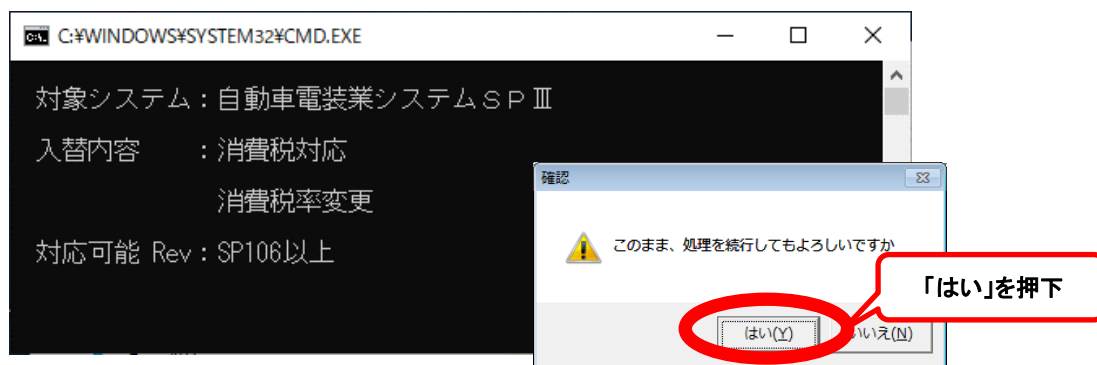 C:¥WINDOWS¥SYSTEM32¥CMD.EXE
対象システム：自動車電装業システムＳＰⅢ
入替内容　　：消費税対応
消費税率変更
対応可能 Rev：SP106以上
確認
このまま、処理を続行してもよろしいですか
「はい」を押下
はい(Y)
いいえ(N)